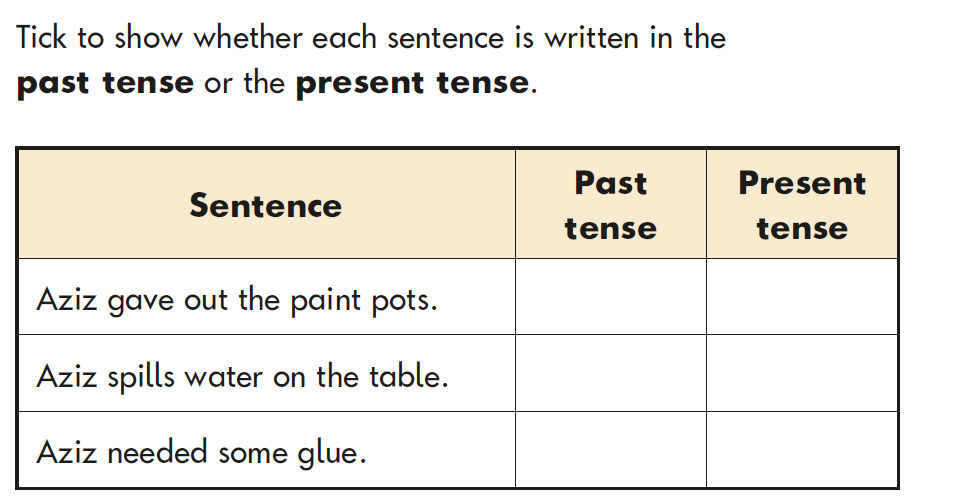 Tick to show whether each sentence is written in the
past tense or the present tense.
Sentence
Past
tense
Present
tense
Aziz gave out the paint pots.
Aziz spills water on the table.
Aziz needed some glue.